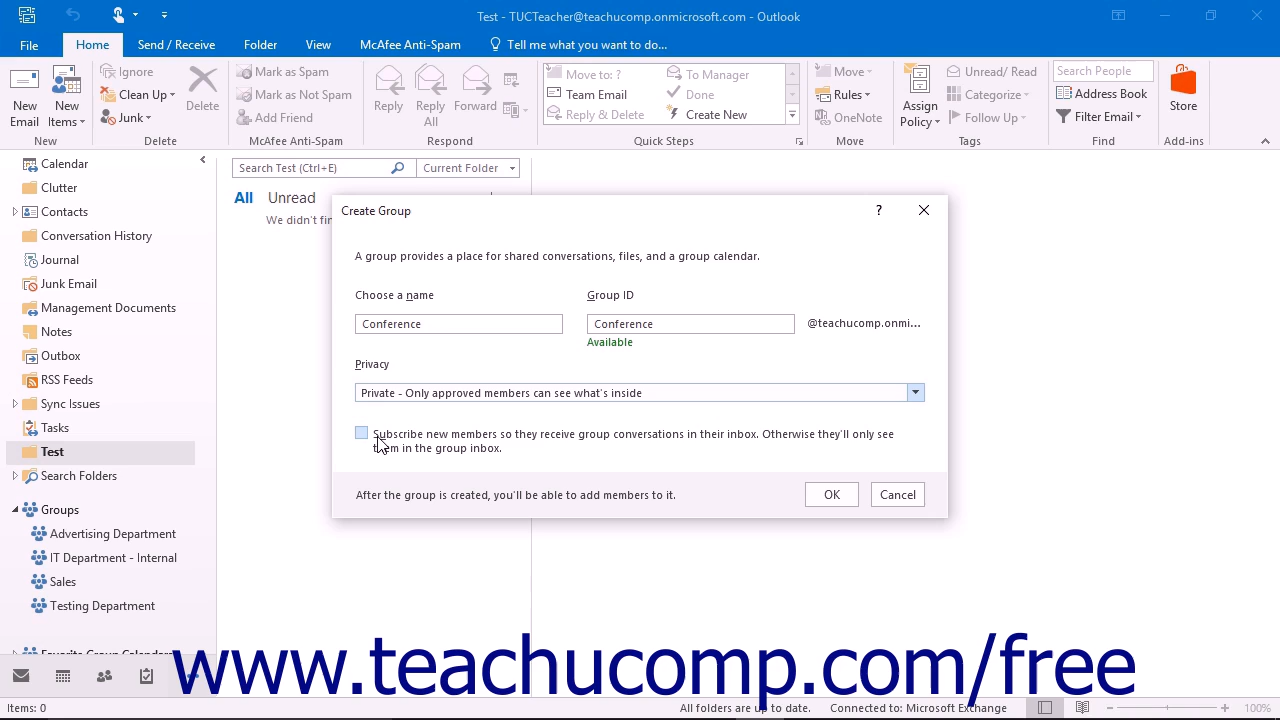 Test - TUCTeacher@teachucomp.onmicrosoft.com - Outlook
File Home Send / Receive Folder View McAfee Anti-Spam Tell me what you want to do...
New Email
New Items
New
Ignore
Clean Up
Junk
Delete
Delete
Mark as Spam
Mark as Not Spam
Add Friend
McAfee Anti-Spam
Reply
Reply All
Forward
Respond
Move to: ?
Team Email
Reply & Delete
To Manager
Done
Create New
Quick Steps
Move
Rules
OneNote
Move
Assign Policy
Unread/ Read
Categorize
Follow Up
Tags
Search People
Address Book
Filter Email
Find
Store
Add-ins
Calendar
Clutter
Contacts
Conversation History
Journal
Junk Email
Management Documents
Notes
Outbox
RSS Feeds
Sync Issues
Tasks
Test
Search Folders
Groups
Advertising Department
IT Department - Internal
Sales
Testing Department
Favorite Group Calendars
Search Test (Ctrl+E) Current Folder
All Unread
We didn't
Create Group ?
A group provides a place for shared conversations, files, and a group calendar.
Choose a name Group ID
Conference Conference @teachucomp.onmi...
Available
Privacy
Private - Only approved members can see what's inside
Subscribe new members so they receive group conversations in their inbox. Otherwise they'll only see
them in the group inbox.
After the group is created, you'll be able to add members to it. OK Cancel
www.teachucomp.com/free
Items: 0 All folders are up to date. Connected to: Microsoft Exchange 100%